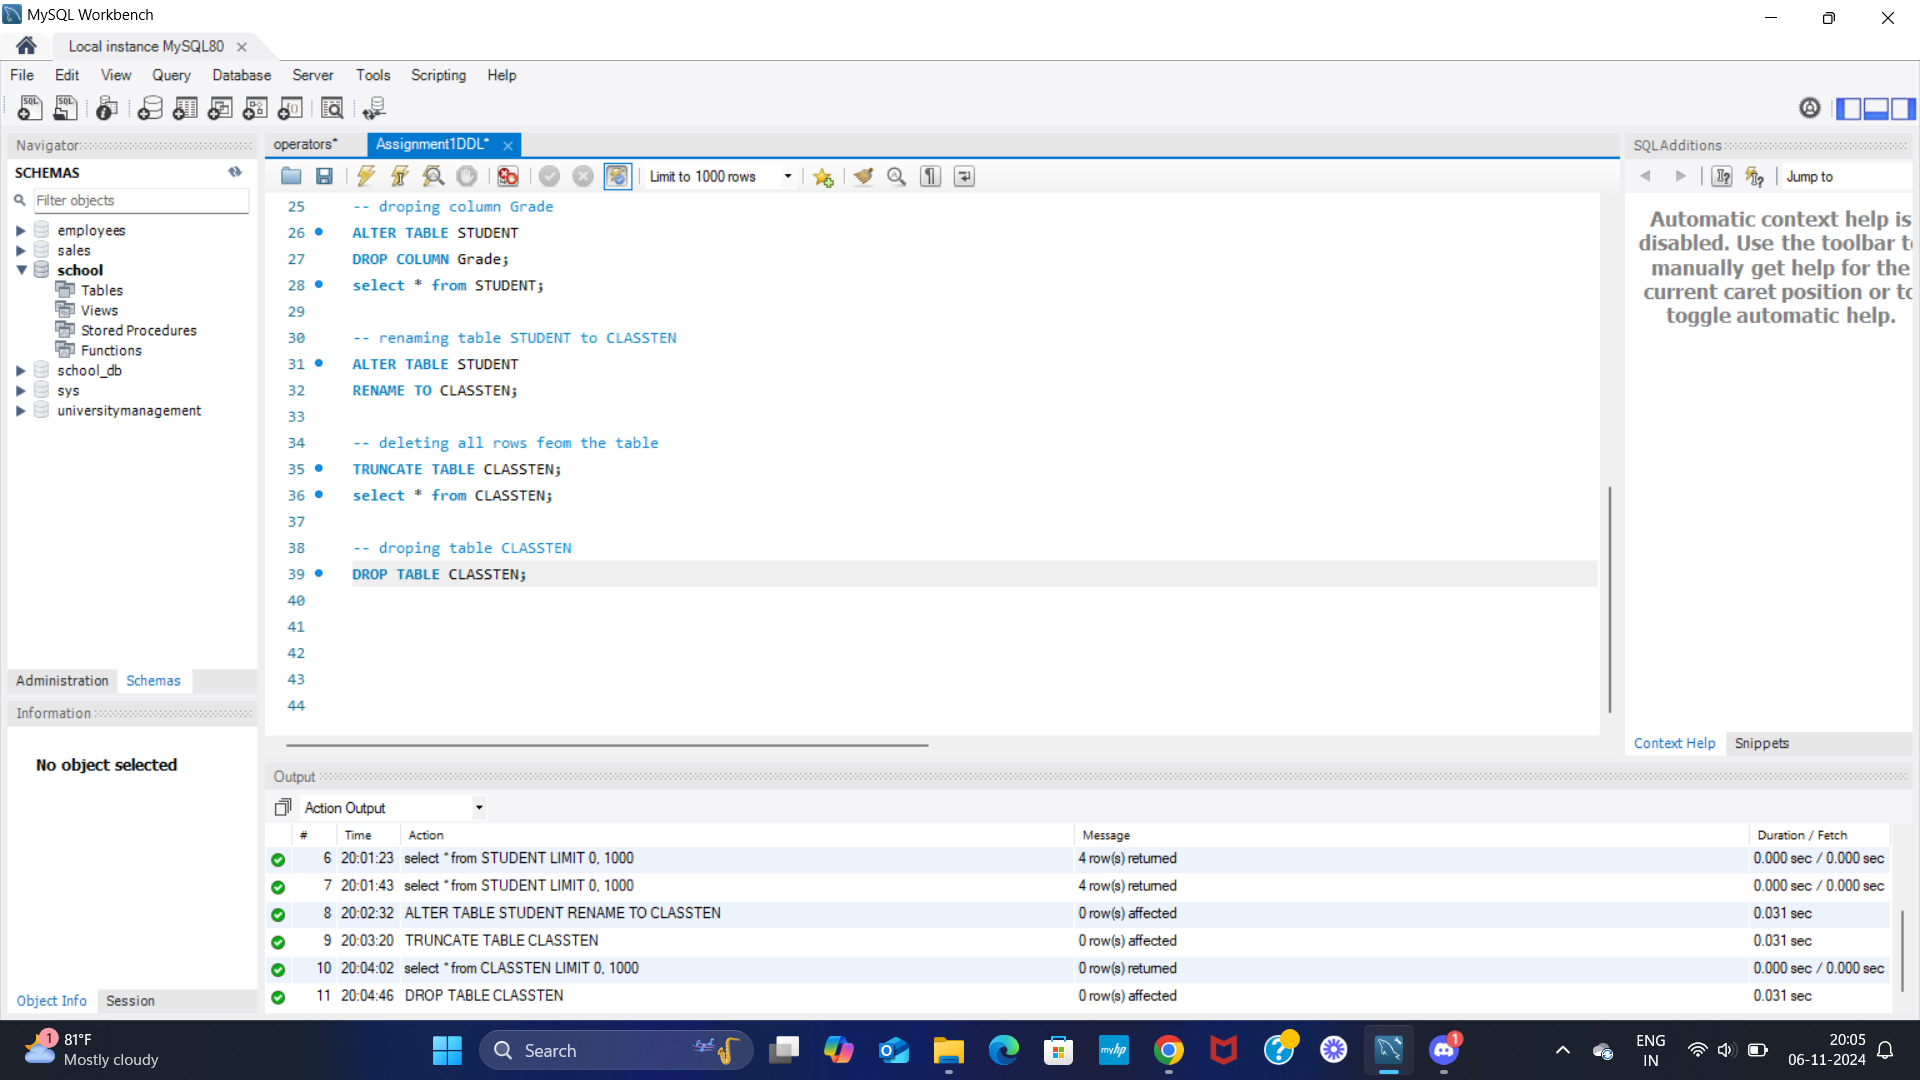 MySQL Workbench
Local instance MySQL80
File Edit View Query Database Server Tools Scripting Help
Navigator
SCHEMAS
Filter objects
employees
sales
school
Tables
Views
Stored Procedures
Functions
school_db
sys
universitymanagement
Administration Schemas
Information
No object selected
Object Info Session
operators* Assignment1DDL*
Limit to 1000 rows
25 -- droping column Grade
26 ALTER TABLE STUDENT
27 DROP COLUMN Grade;
28 select * from STUDENT;
29
30 -- renaming table STUDENT to CLASSTEN
31 ALTER TABLE STUDENT
32 RENAME TO CLASSTEN;
33
34 -- deleting all rows feom the table
35 TRUNCATE TABLE CLASSTEN;
36 select * from CLASSTEN;
37
38 -- droping table CLASSTEN
39 DROP TABLE CLASSTEN;
40
41
42
43
44
SQLAdditions
Jump to
Automatic context help is
disabled. Use the toolbar t
manually get help for the
current caret position or to
toggle automatic help.
Context Help Snippets
Output
Action Output
# Time Action Message Duration / Fetch
6 20:01:23 select * from STUDENT LIMIT 0, 1000 4 row(s) returned 0.000 sec / 0.000 sec
7 20:01:43 select * from STUDENT LIMIT 0, 1000 4 row(s) returned 0.000 sec / 0.000 sec
8 20:02:32 ALTER TABLE STUDENT RENAME TO CLASSTEN 0 row(s) affected 0.031 sec
9 20:03:20 TRUNCATE TABLE CLASSTEN 0 row(s) affected 0.031 sec
10 20:04:02 select * from CLASSTEN LIMIT 0, 1000 0 row(s) returned 0.000 sec / 0.000 sec
11 20:04:46 DROP TABLE CLASSTEN 0 row(s) affected 0.031 sec
1
81°F
Mostly cloudy
Search
myhp
1
ENG
IN
20:05
06-11-2024